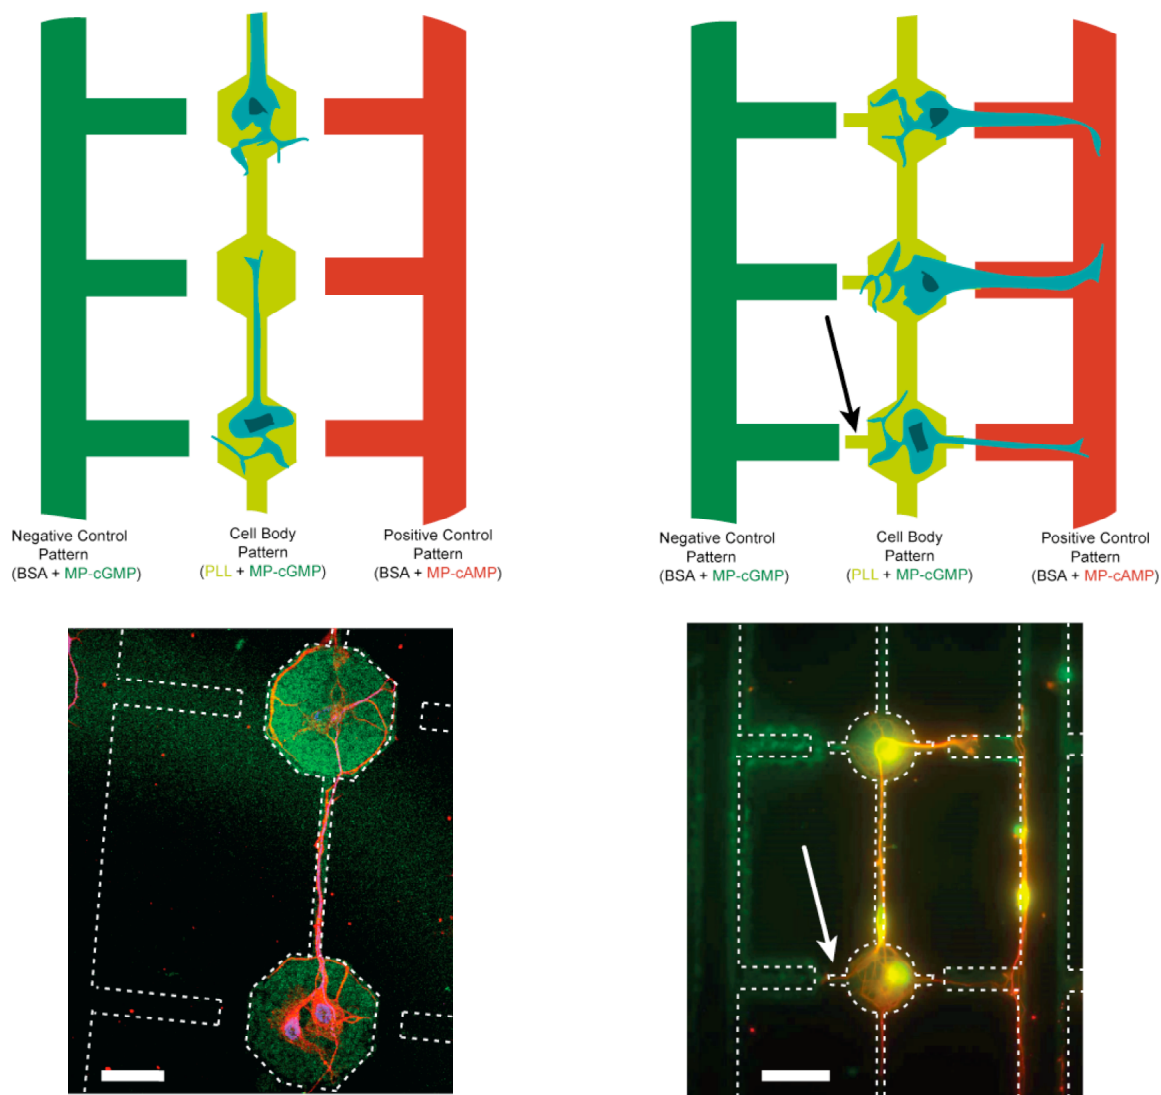 Negative Control
Pattern
(BSA + MP-cGMP)
Cell Body
Pattern
(PLL + MP-cGMP)
Positive Control
Pattern
(BSA + MP-cAMP)
Negative Control
Pattern
(BSA + MP-cGMP)
Cell Body
Pattern
(PLL + MP-cGMP)
Positive Control
Pattern
(BSA + MP-cAMP)